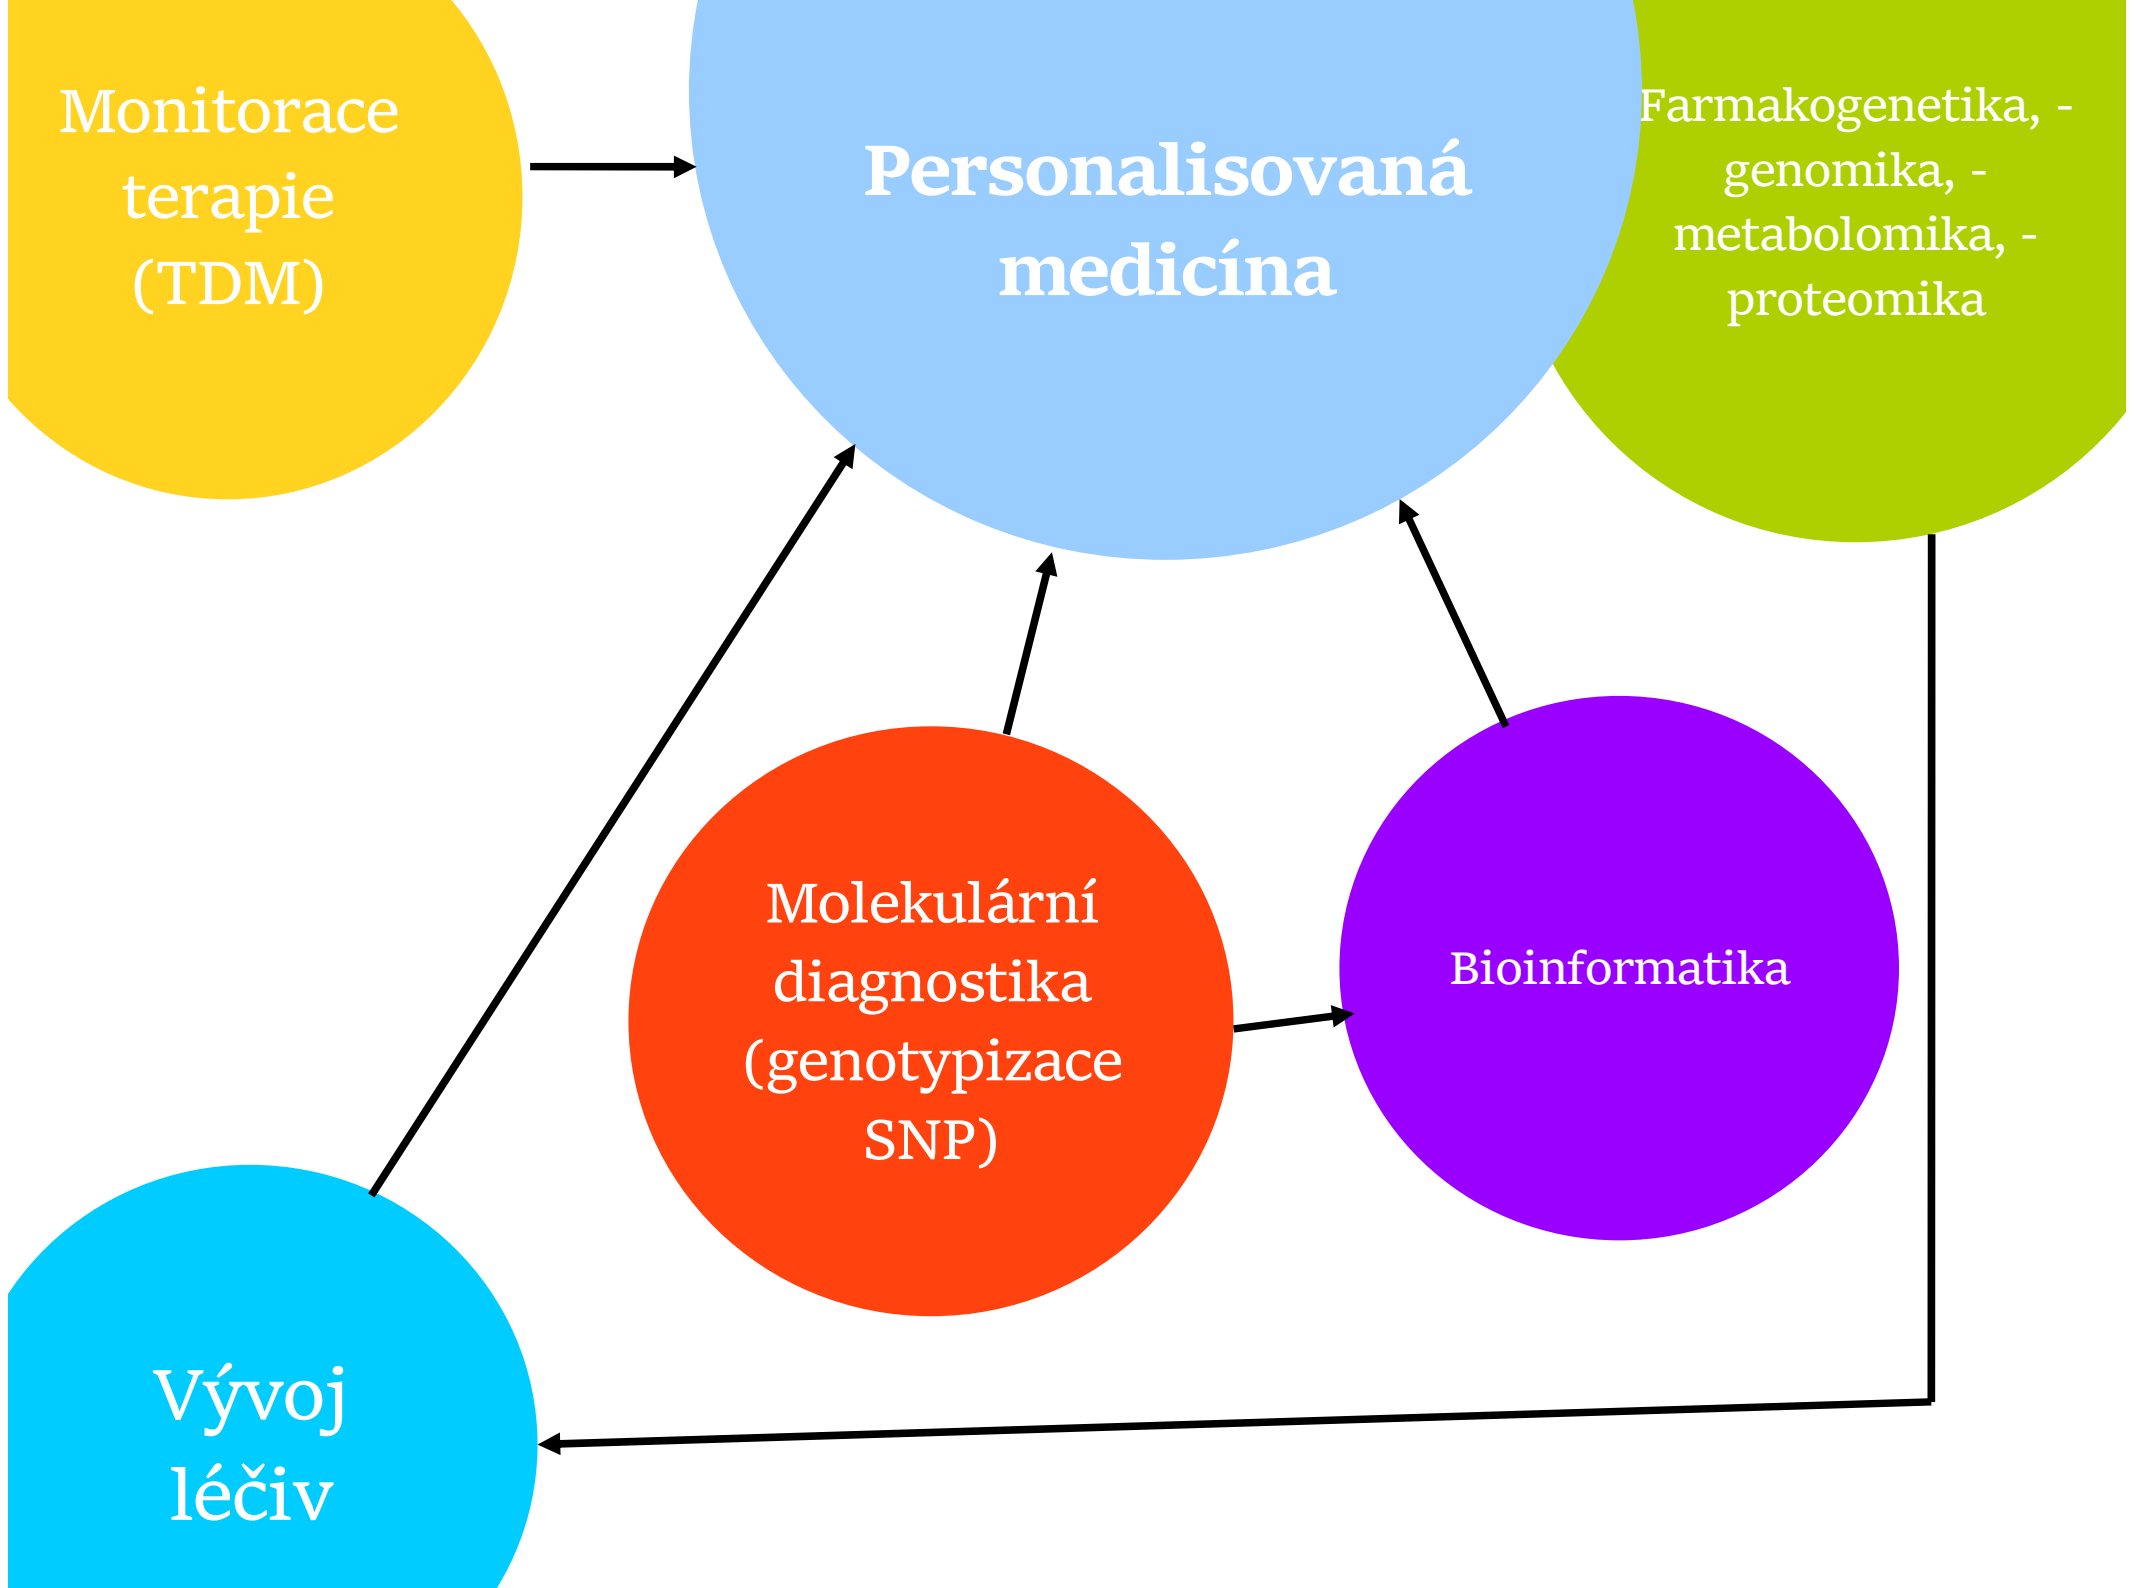 Monitorace
terapie
(TDM)
Personalisovaná
medicína
Farmakogenetika, -
genomika, -
metabolomika, -
proteomika
Molekulární
diagnostika
(genotypizace
SNP)
Bioinformatika
Vývoj
léčiv